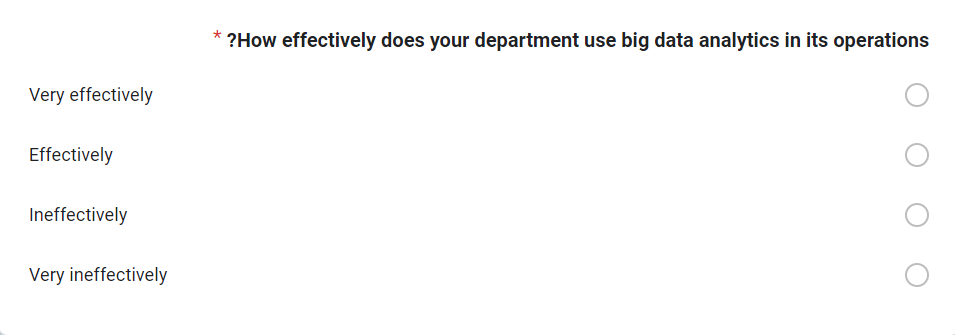 * ?How effectively does your department use big data analytics in its operations
Very effectively
Effectively
Ineffectively
Very ineffectively